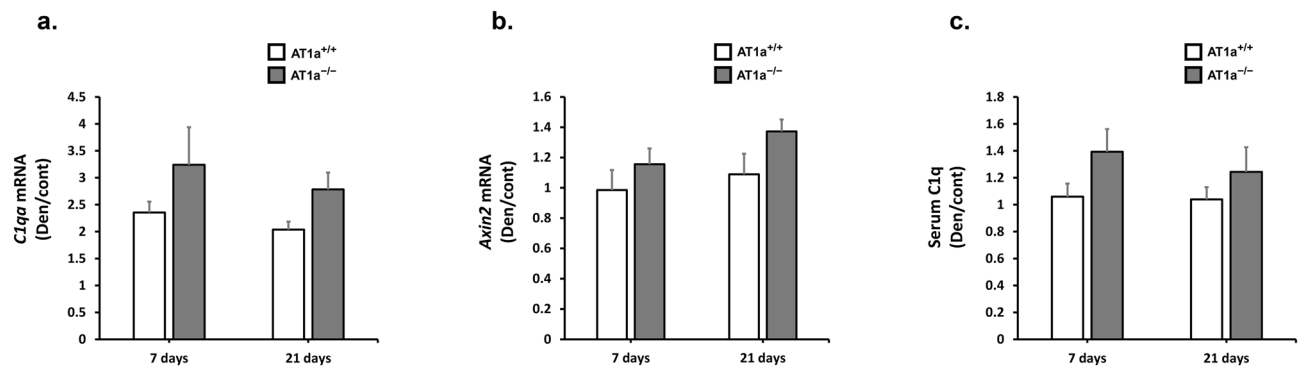 a.
AT1a+/+
AT1a−/−
C1qa mRNA
(Den/cont)
4.5
4
3.5
3
2.5
2
1.5
1
0.5
0
7 days
21 days
b.
AT1a+/+
AT1a−/−
Axin2 mRNA
(Den/cont)
1.6
1.4
1.2
1
0.8
0.6
0.4
0.2
0
7 days
21 days
c.
AT1a+/+
AT1a−/−
Serum C1q
(Den/cont)
1.8
1.6
1.4
1.2
1
0.8
0.6
0.4
0.2
0
7 days
21 days